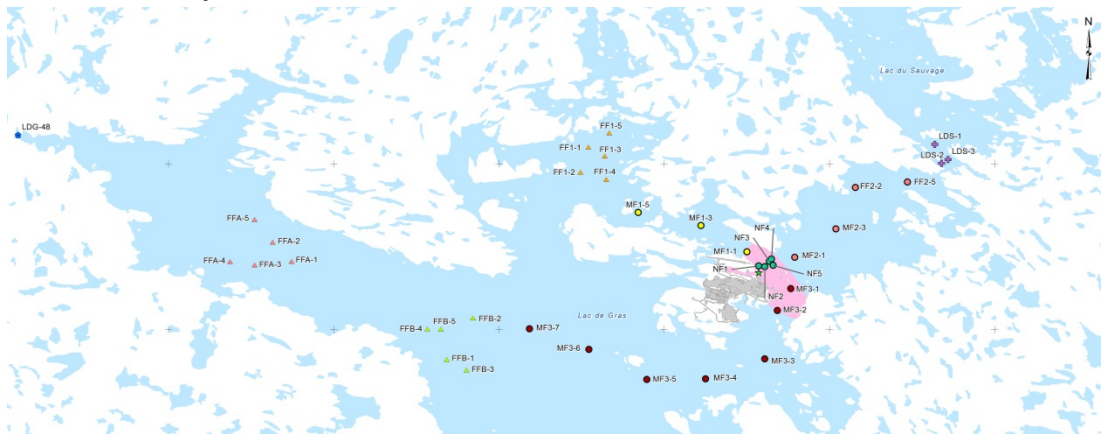 N
Lac du Sauvage
LDG-48
FF1-5
LDS-1
FF1-1
FF1-3
LDS-3
LDS-2
FF1-2
FF1-4
FF2-2
FF2-5
MF1-5
FFA-5
MF1-3
NF4
MF2-3
FFA-2
NF3
MF1-1
MF2-1
FFA-4
FFA-3
FFA-1
NF1
NF5
MF3-1
NF2
MF3-2
Lac de Gras
FFB-2
FFB-5
FFB-4
MF3-7
MF3-6
FFB-1
MF3-3
FFB-3
MF3-5
MF3-4